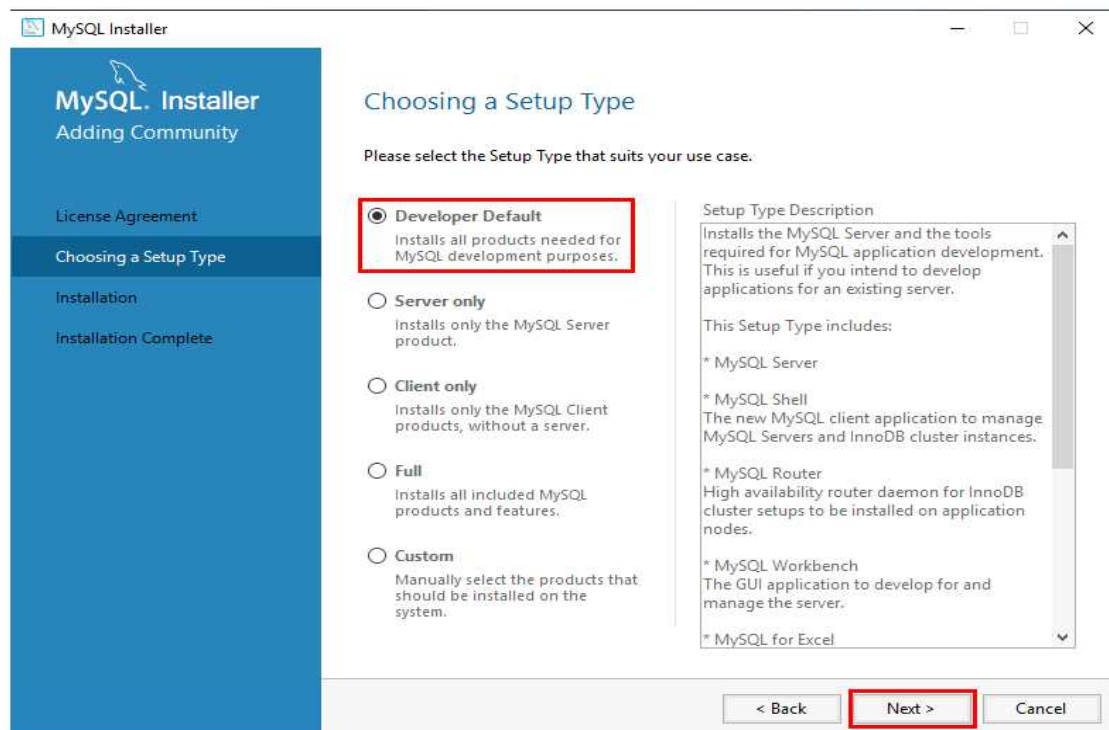 MySQL Installer
MySQL. Installer
Adding Community
License Agreement
Choosing a Setup Type
Installation
Installation Complete
Choosing a Setup Type
Please select the Setup Type that suits your use case.
Developer Default
Installs all products needed for
MySQL development purposes.
Server only
Installs only the MySQL Server
product.
Client only
Installs only the MySQL Client
products, without a server.
Full
Installs all included MySQL
products and features.
Custom
Manually select the products that
should be installed on the
system.
Setup Type Description
Installs the MySQL Server and the tools
required for MySQL application development.
This is useful if you intend to develop
applications for an existing server.
This Setup Type includes:
* MySQL Server
* MySQL Shell
The new MySQL client application to manage
MySQL Servers and InnoDB cluster instances.
* MySQL Router
High availability router daemon for InnoDB
cluster setups to be installed on application
nodes.
* MySQL Workbench
The GUI application to develop for and
manage the server.
* MySQL for Excel
< Back
Next >
Cancel